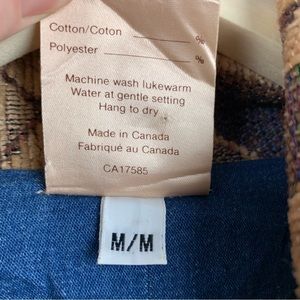 Cotton/Coton %
Polyester %
Machine wash lukewarm
Water at gentle setting
Hang to dry
Made in Canada
Fabriqué au Canada
CA17585
M/M